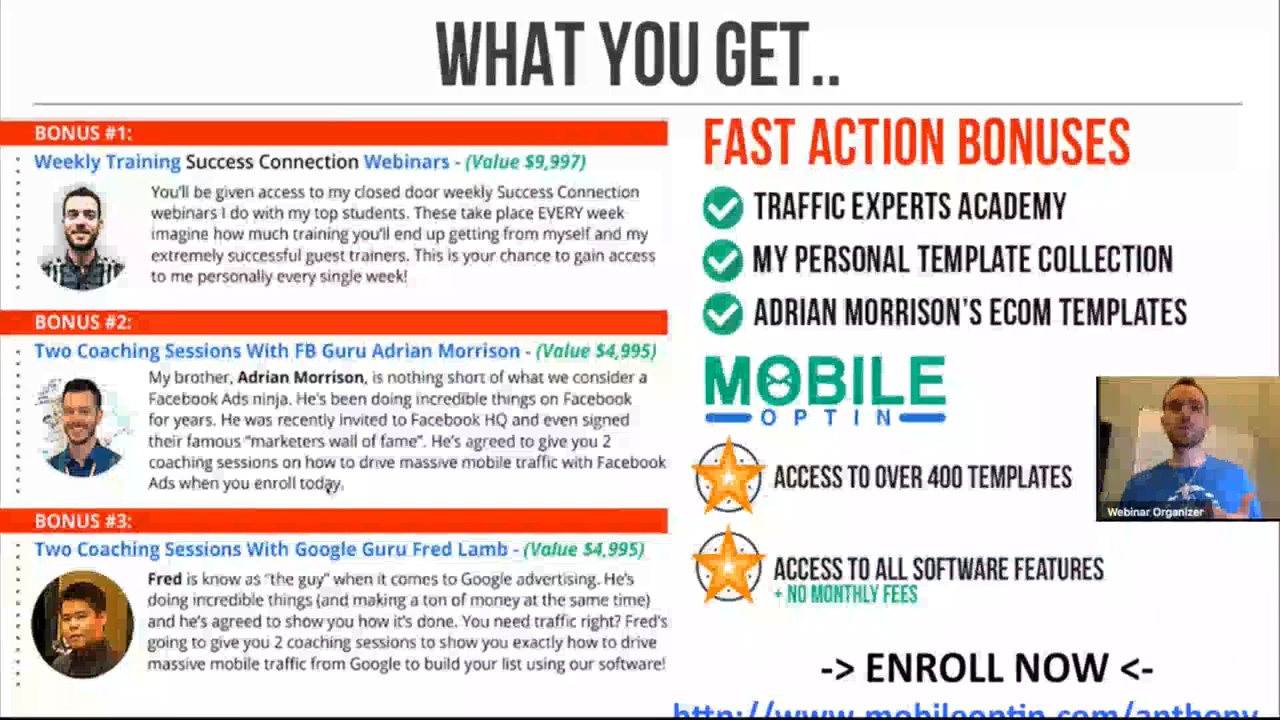 WHAT YOU GET..
BONUS #1:
Weekly Training Success Connection Webinars - (Value $9,997)
You'll be given access to my closed door weekly Success Connection
webinars I do with my top students. These take place EVERY week
imagine how much training you'll end up getting from myself and my
extremely successful guest trainers. This is your chance to gain access
to me personally every single week!
BONUS #2:
Two Coaching Sessions With FB Guru Adrian Morrison - (Value $4,995)
My brother, Adrian Morrison, is nothing short of what we consider a
Facebook Ads ninja. He's been doing incredible things on Facebook
for years. He was recently invited to Facebook HQ and even signed
their famous "marketers wall of fame". He's agreed to give you 2
coaching sessions on how to drive massive mobile traffic with Facebook
Ads when you enroll today.
BONUS #3:
Two Coaching Sessions With Google Guru Fred Lamb - (Value $4,995)
Fred is know as "the guy" when it comes to Google advertising. He's
doing incredible things (and making a ton of money at the same time)
and he's agreed to show you how it's done. You need traffic right? Fred's
going to give you 2 coaching sessions to show you exactly how to drive
massive mobile traffic from Google to build your list using our software!
FAST ACTION BONUSES
TRAFFIC EXPERTS ACADEMY
MY PERSONAL TEMPLATE COLLECTION
ADRIAN MORRISON'S ECOM TEMPLATES
MOBILE
OPTIN
ACCESS TO OVER 400 TEMPLATES
Webinar Organizer
ACCESS TO ALL SOFTWARE FEATURES
+ NO MONTHLY FEES
-> ENROLL NOW <-
http://www.mobileoptin.com/anthony